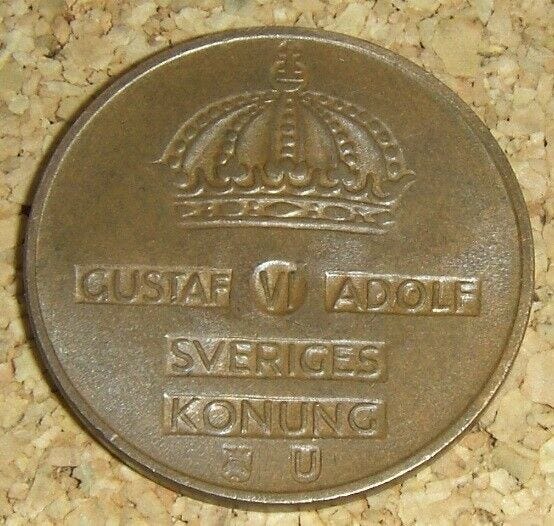 GUSTAF VI ADOLF
SVERIGES
KONUNG
U